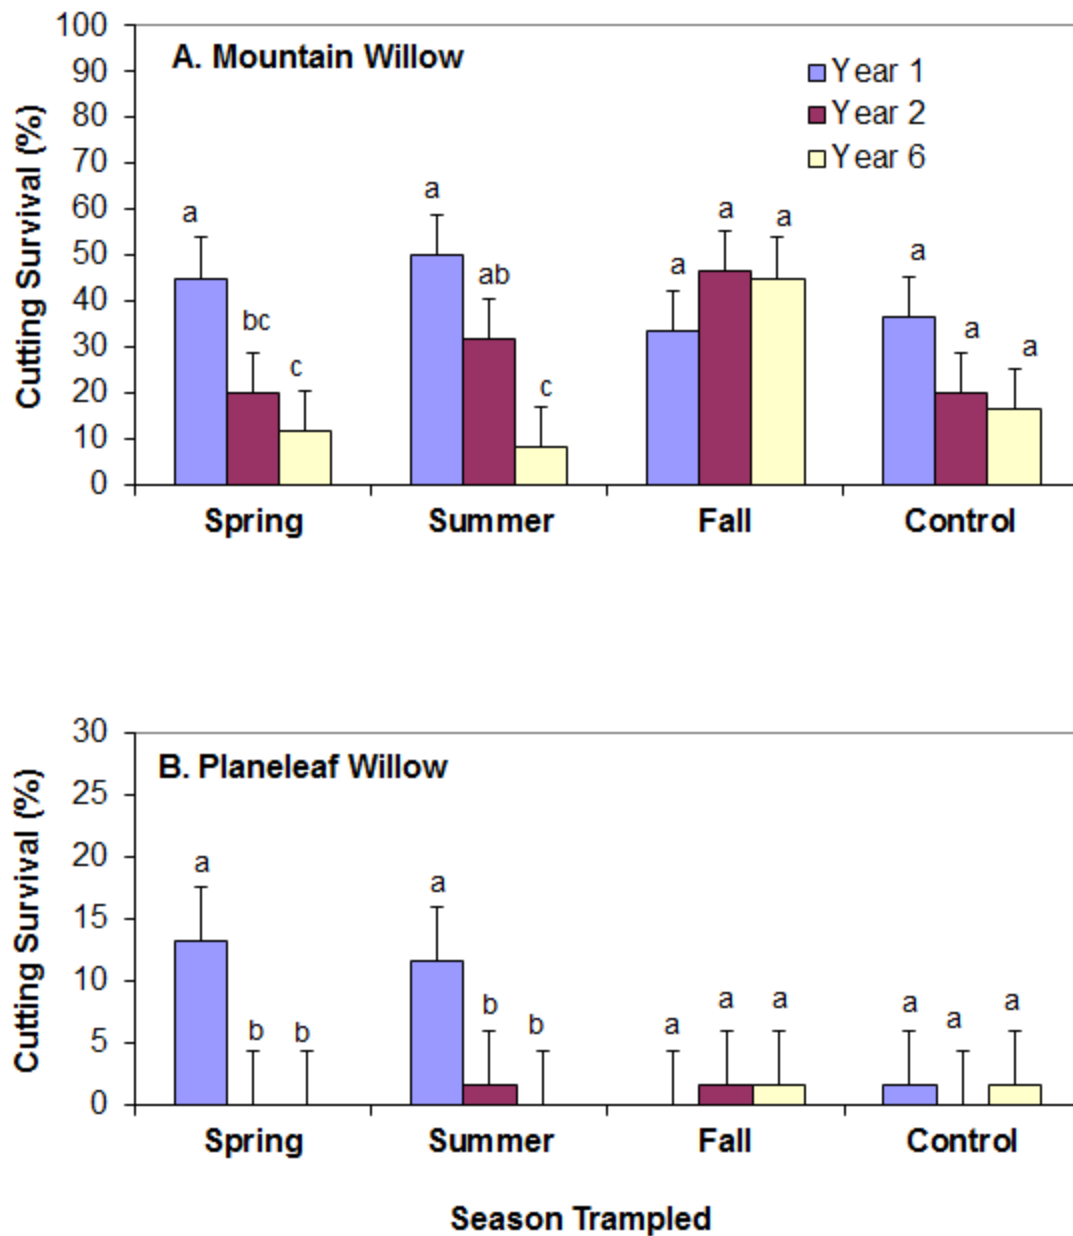 A. Mountain Willow
Cutting Survival (%)
100
90
80
70
60
50
40
30
20
10
0
Year 1
Year 2
Year 6
a
bc
c
a
ab
c
a
a
a
a
a
a
Spring Summer Fall Control
B. Planeleaf Willow
Cutting Survival (%)
30
25
20
15
10
5
0
a
b
b
a
b
b
a
a
a
a
a
a
Spring Summer Fall Control
Season Trampled